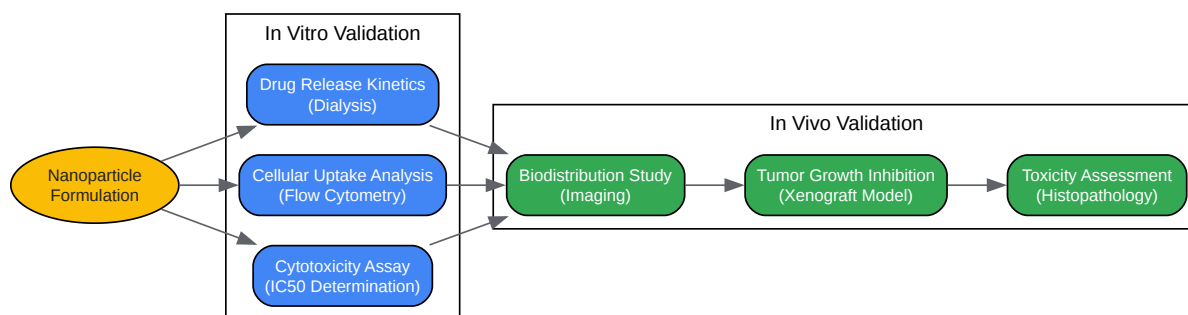 In Vitro Validation
Drug Release Kinetics
(Dialysis)
In Vivo Validation
Nanoparticle
Formulation
Cellular Uptake Analysis
(Flow Cytometry)
Biodistribution Study
(Imaging)
Tumor Growth Inhibition
(Xenograft Model)
Toxicity Assessment
(Histopathology)
Cytotoxicity Assay
(IC50 Determination)